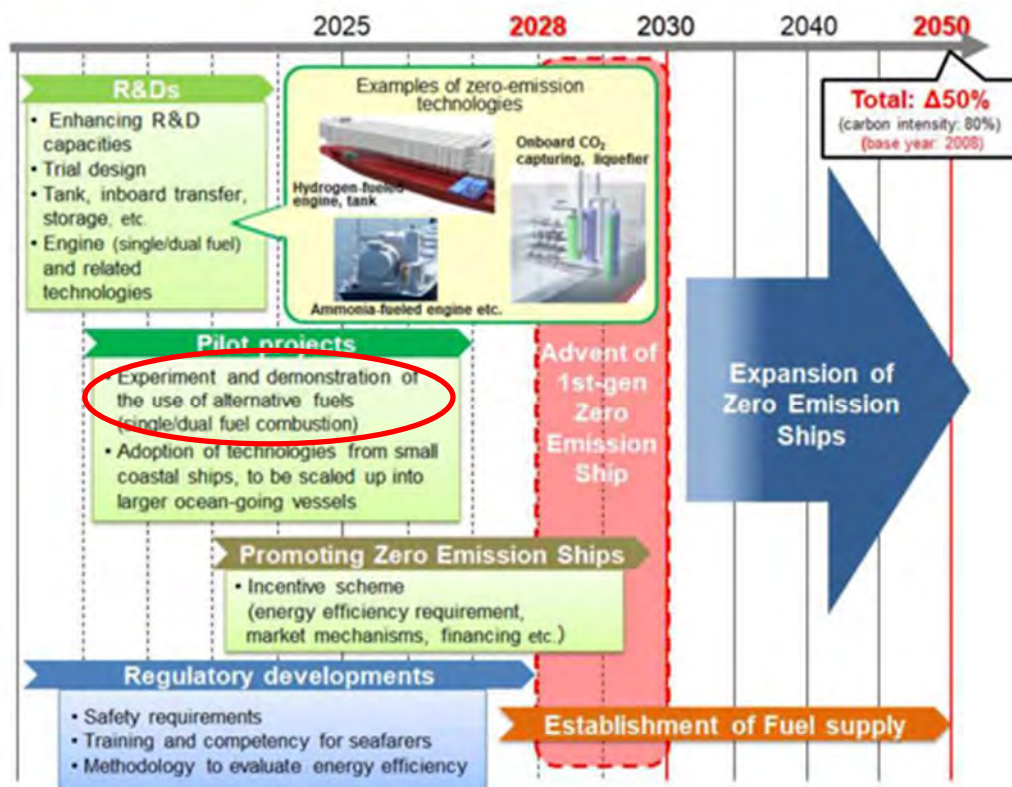 2025
2028
2030
2040
2050
R&Ds
• Enhancing R&D
capacities
• Trial design
• Tank, inboard transfer,
storage, etc.
• Engine (single/dual fuel)
and related
technologies
Examples of zero-emission
technologies
Hydrogen-fueled
engine, tank
Onboard CO₂
capturing, liquefier
Ammonia-fueled engine etc.
Total: Δ50%
(carbon intensity: 80%)
(base year: 2008)
Pilot projects
• Experiment and demonstration of
the use of alternative fuels
(single/dual fuel combustion)
• Adoption of technologies from small
coastal ships, to be scaled up into
larger ocean-going vessels
Advent of
1st-gen
Zero
Emission
Ship
Expansion of
Zero Emission
Ships
Promoting Zero Emission Ships
• Incentive scheme
(energy efficiency requirement,
market mechanisms, financing etc.)
Regulatory developments
• Safety requirements
• Training and competency for seafarers
• Methodology to evaluate energy efficiency
Establishment of Fuel supply